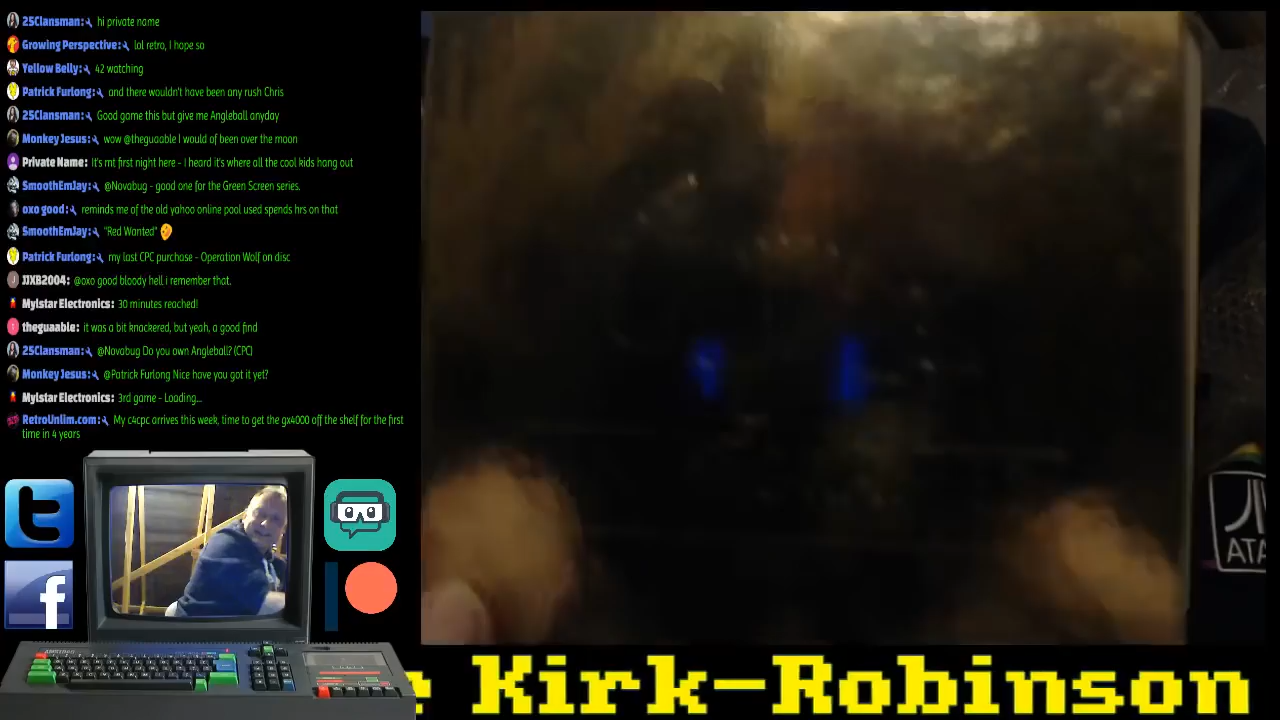 25Clansman: hi private name
Growing Perspective: lol retro, I hope so
Yellow Belly: 42 watching
Patrick Furlong: and there wouldn't have been any rush Chris
25Clansman: Good game this but give me Angleball anyday
Monkey Jesus: wow @theguaable I would of been over the moon
Private Name: It's mt first night here - I heard it's where all the cool kids hang out
SmoothEmJay: @Novabug - good one for the Green Screen series.
oxo good: reminds me of the old yahoo online pool used spends hrs on that
SmoothEmJay: "Red Wanted"
Patrick Furlong: my last CPC purchase - Operation Wolf on disc
JJXB2004: @oxo good bloody hell i remember that.
Mylstar Electronics: 30 minutes reached!
theguaable: it was a bit knackered, but yeah, a good find
25Clansman: @Novabug Do you own Angleball? (CPC)
Monkey Jesus: @Patrick Furlong Nice have you got it yet?
Mylstar Electronics: 3rd game - Loading...
RetroUnlim.com: My c4cpc arrives this week, time to get the gx4000 off the shelf for the first
time in 4 years
AMSTRAD
ATA
e Kirk-Robinson